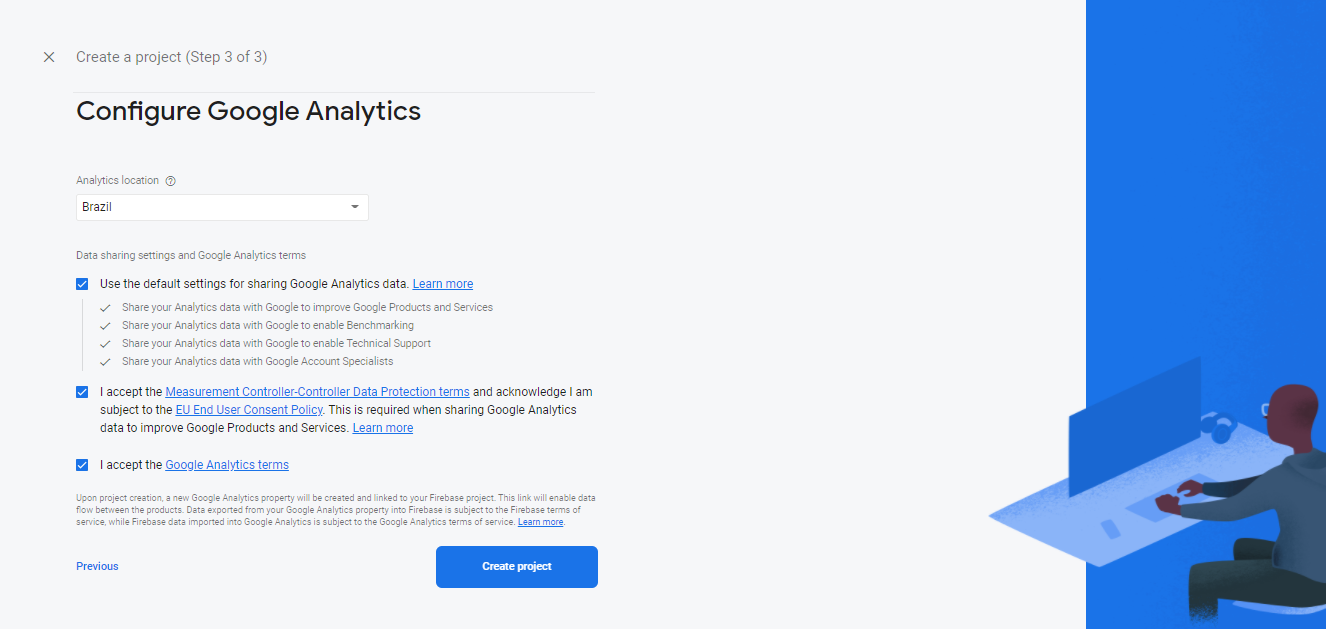 Create a project (Step 3 of 3)
Configure Google Analytics
Analytics location
Brazil
Data sharing settings and Google Analytics terms
Use the default settings for sharing Google Analytics data. Learn more
Share your Analytics data with Google to improve Google Products and Services
Share your Analytics data with Google to enable Benchmarking
Share your Analytics data with Google to enable Technical Support
Share your Analytics data with Google Account Specialists
I accept the Measurement Controller-Controller Data Protection terms and acknowledge I am
subject to the EU End User Consent Policy. This is required when sharing Google Analytics
data to improve Google Products and Services. Learn more
I accept the Google Analytics terms
Upon project creation, a new Google Analytics property will be created and linked to your Firebase project. This link will enable data
flow between the products. Data exported from your Google Analytics property into Firebase is subject to the Firebase terms of
service, while Firebase data imported into Google Analytics is subject to the Google Analytics terms of service. Learn more.
Previous
Create project